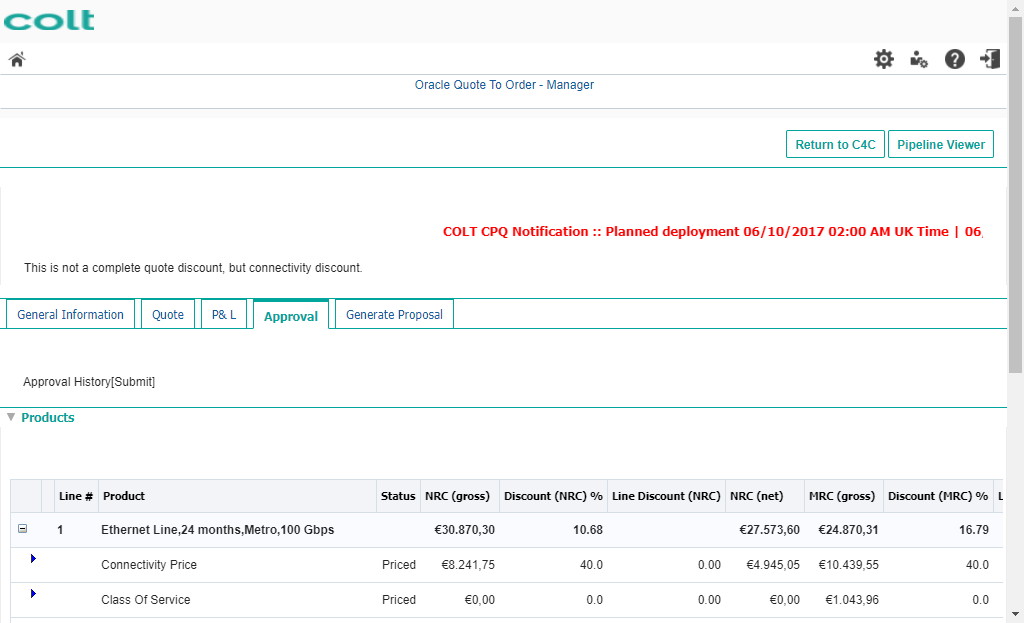 colt
Oracle Quote To Order - Manager
Return to C4C Pipeline Viewer
COLT CPQ Notification :: Planned deployment 06/10/2017 02:00 AM UK Time | 06
This is not a complete quote discount, but connectivity discount.
General Information Quote P& L Approval Generate Proposal
Approval History[Submit]
Products
Line # Product Status NRC (gross) Discount (NRC) % Line Discount (NRC) NRC (net) MRC (gross) Discount (MRC) % L
1 Ethernet Line,24 months,Metro,100 Gbps €30.870,30 10.68 €27.573,60 €24.870,31 16.79
Connectivity Price Priced €8.241,75 40.0 0.00 €4.945,05 €10.439,55 40.0
Class Of Service Priced €0,00 0.0 0.00 €0,00 €1.043,96 0.0